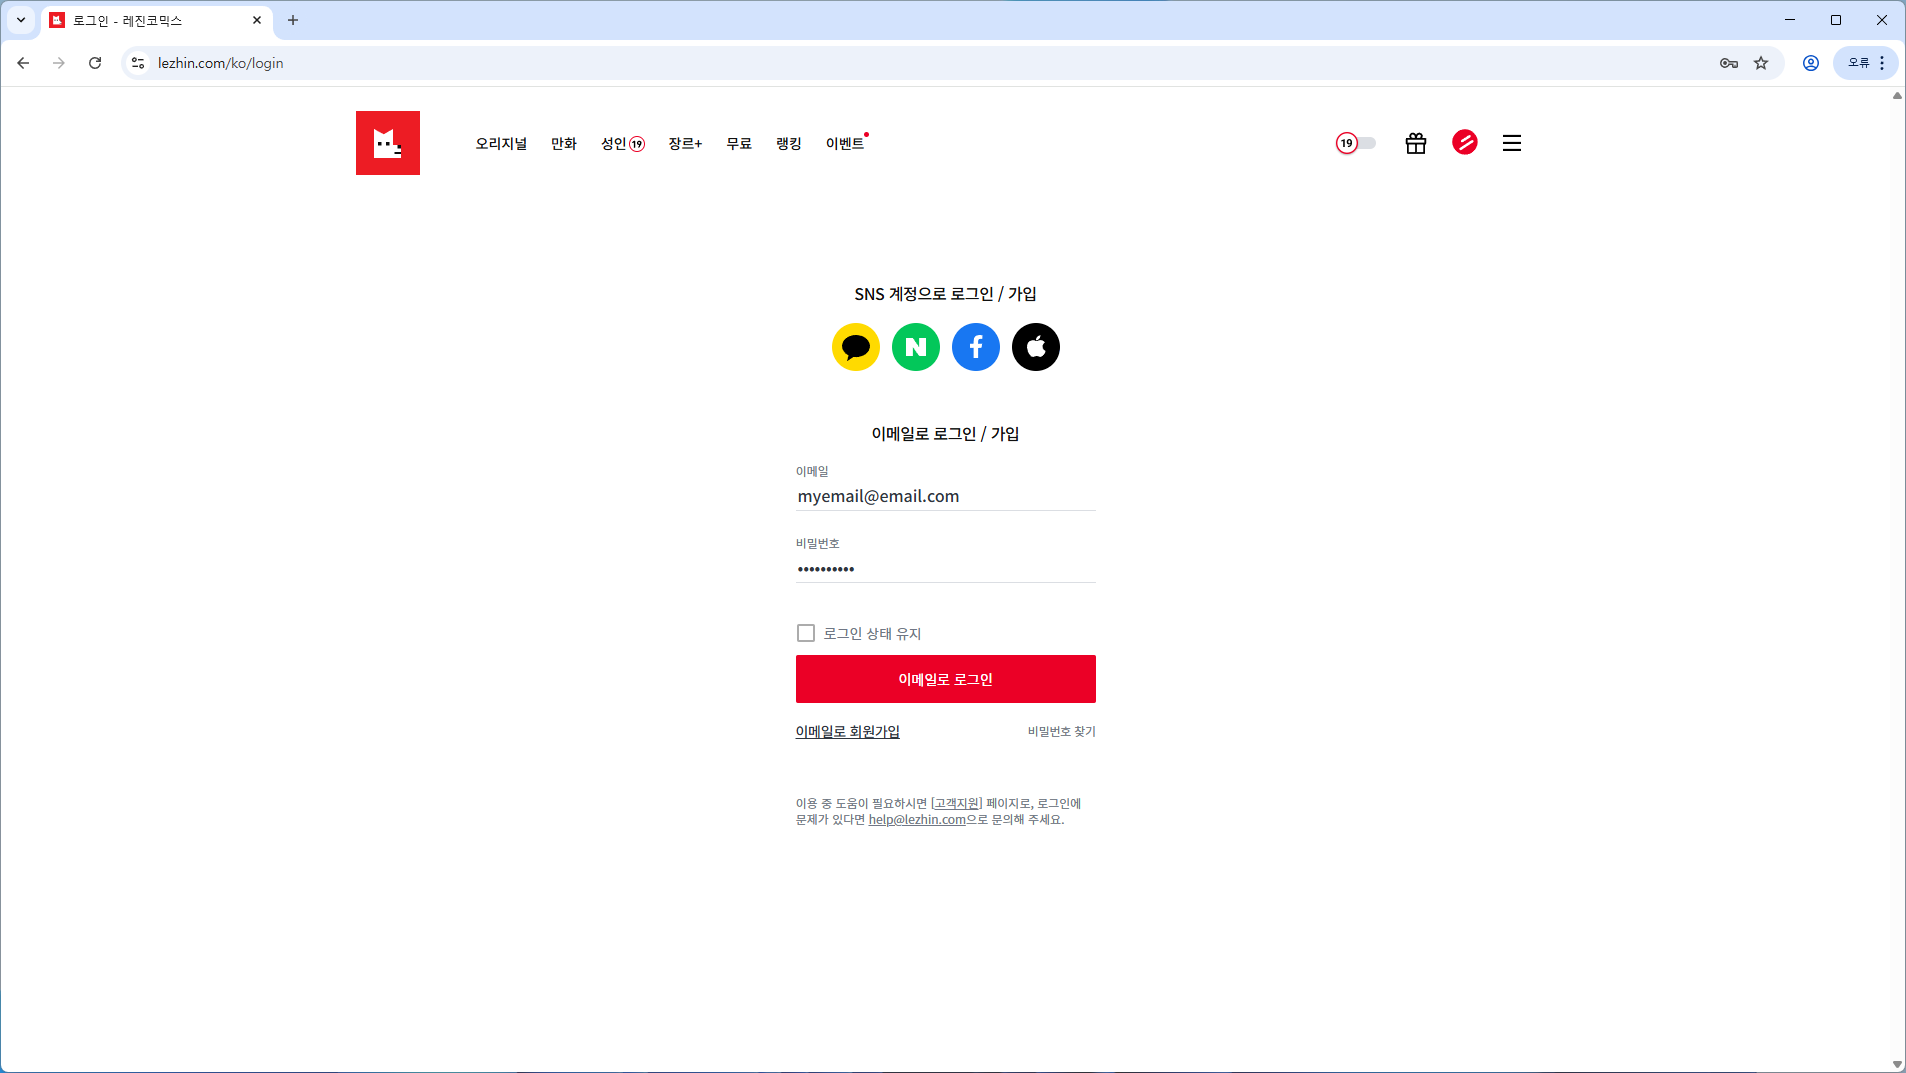 로그인 - 레진코믹스
lezhin.com/ko/login
오류
오리지널 만화 성인 19 장르+ 무료 랭킹 이벤트
19
SNS 계정으로 로그인 / 가입
N
이메일로 로그인 / 가입
이메일
myemail@email.com
비밀번호
••••••••••
로그인 상태 유지
이메일로 로그인
이메일로 회원가입 비밀번호 찾기
이용 중 도움이 필요하시면 [고객지원] 페이지로, 로그인에
문제가 있다면 help@lezhin.com으로 문의해 주세요.